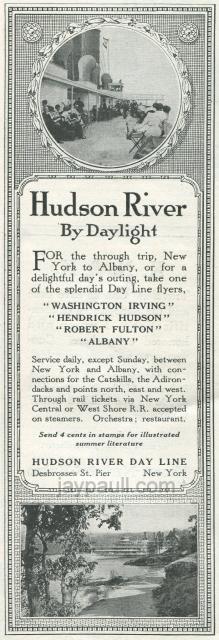 Hudson River
By Daylight
FOR the through trip, New
York to Albany, or for a
delightful day's outing, take one
of the splendid Day Line flyers,
"WASHINGTON IRVING"
"HENDRICK HUDSON"
"ROBERT FULTON"
"ALBANY"
Service daily, except Sunday, between
New York and Albany, with con-
nections for the Catskills, the Adiron-
dacks and points north, east and west.
Through rail tickets via New York
Central or West Shore R.R. accepted
on steamers. Orchestra; restaurant.
Send 4 cents in stamps for illustrated
summer literature
HUDSON RIVER DAY LINE
Desbrosses St. Pier New York
jaypaull.com